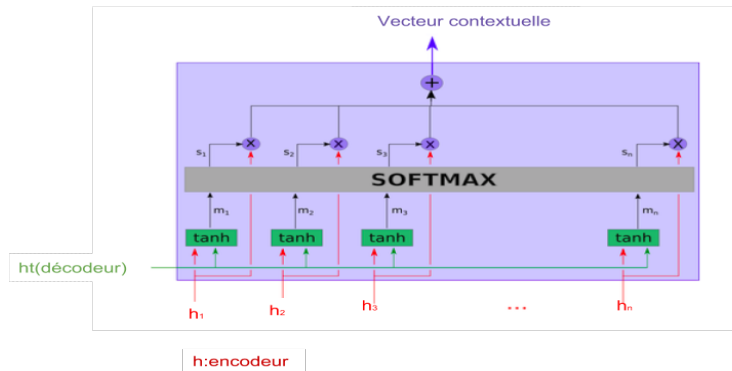 Vecteur contextuelle
+
s1 × s2 × s3 × sn ×
SOFTMAX
m1 m2 m3 mn
tanh tanh tanh tanh
ht(décodeur)
h1 h2 h3 ... hn
h:encodeur